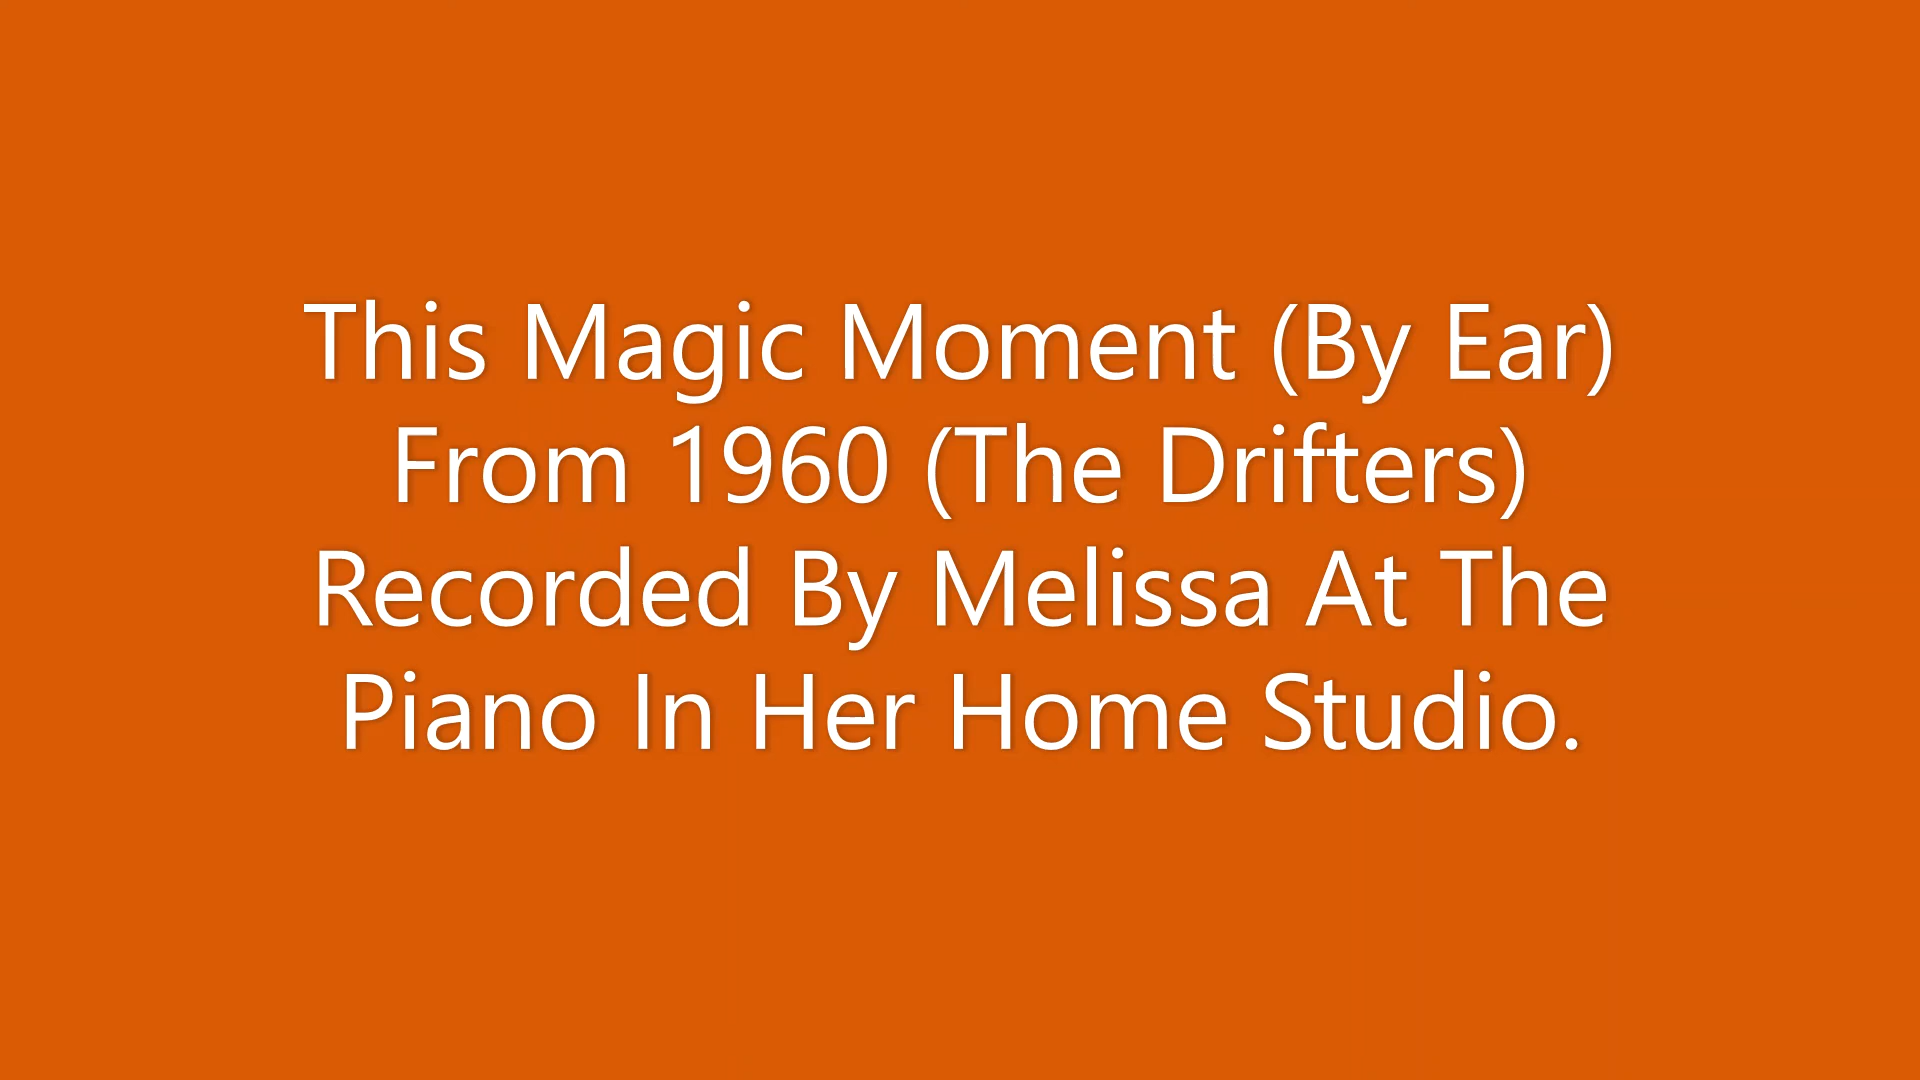 This Magic Moment (By Ear)
From 1960 (The Drifters)
Recorded By Melissa At The
Piano In Her Home Studio.